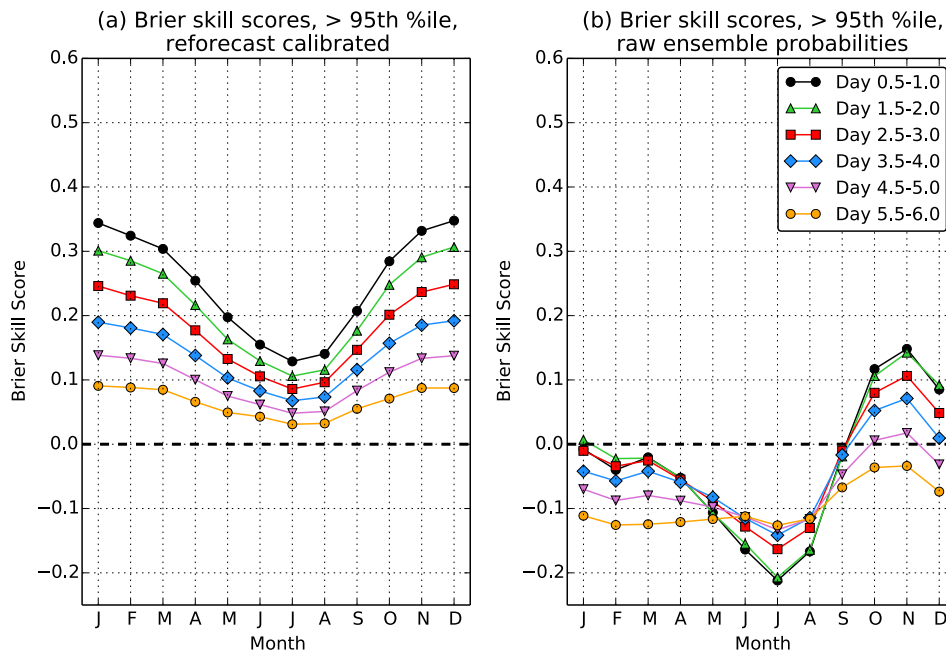 (a) Brier skill scores, > 95th %ile,
reforecast calibrated
0.6
0.5
0.4
0.3
0.2
0.1
0.0
−0.1
−0.2
Brier Skill Score
J F M A M J J A S O N D
Month
(b) Brier skill scores, > 95th %ile,
raw ensemble probabilities
0.6
0.5
0.4
0.3
0.2
0.1
0.0
−0.1
−0.2
Brier Skill Score
J F M A M J J A S O N D
Month
Day 0.5-1.0
Day 1.5-2.0
Day 2.5-3.0
Day 3.5-4.0
Day 4.5-5.0
Day 5.5-6.0